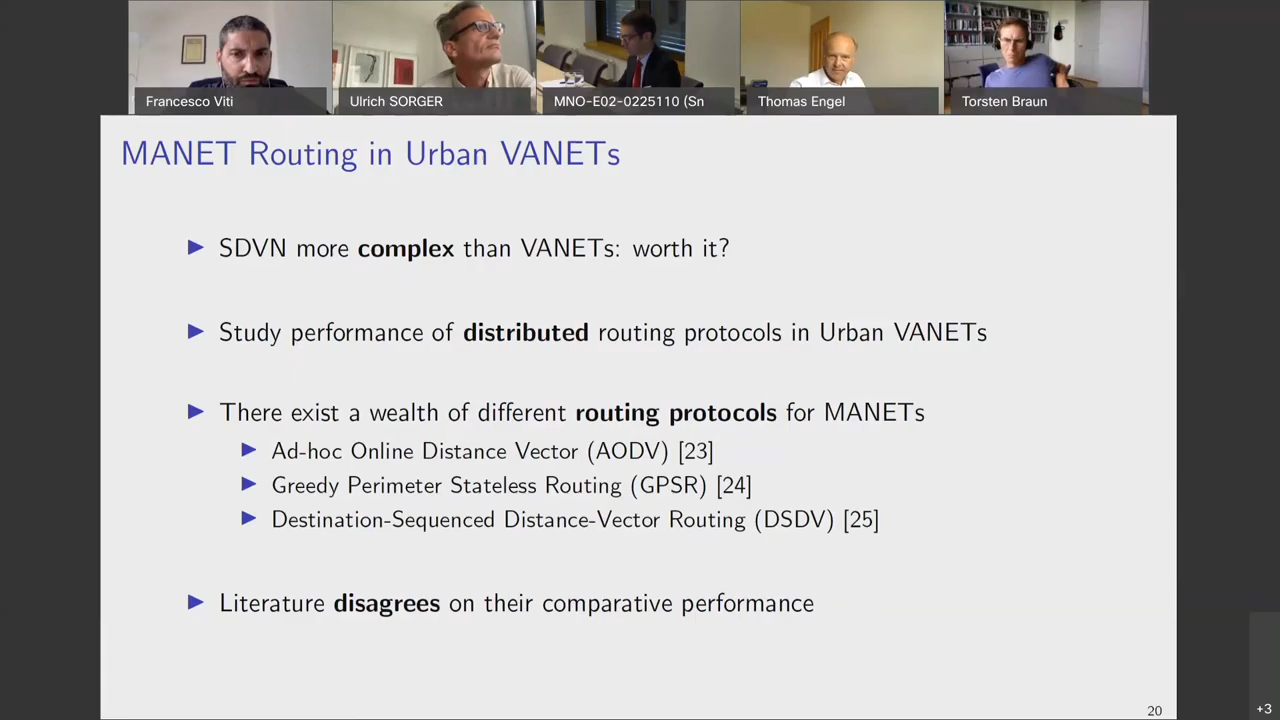 Francesco Viti
Ulrich SORGER
MNO-E02-0225110 (Sn
Thomas Engel
Torsten Braun
MANET Routing in Urban VANETs
SDVN more complex than VANETs: worth it?
Study performance of distributed routing protocols in Urban VANETs
There exist a wealth of different routing protocols for MANETs
Ad-hoc Online Distance Vector (AODV) [23]
Greedy Perimeter Stateless Routing (GPSR) [24]
Destination-Sequenced Distance-Vector Routing (DSDV) [25]
Literature disagrees on their comparative performance
20
+3